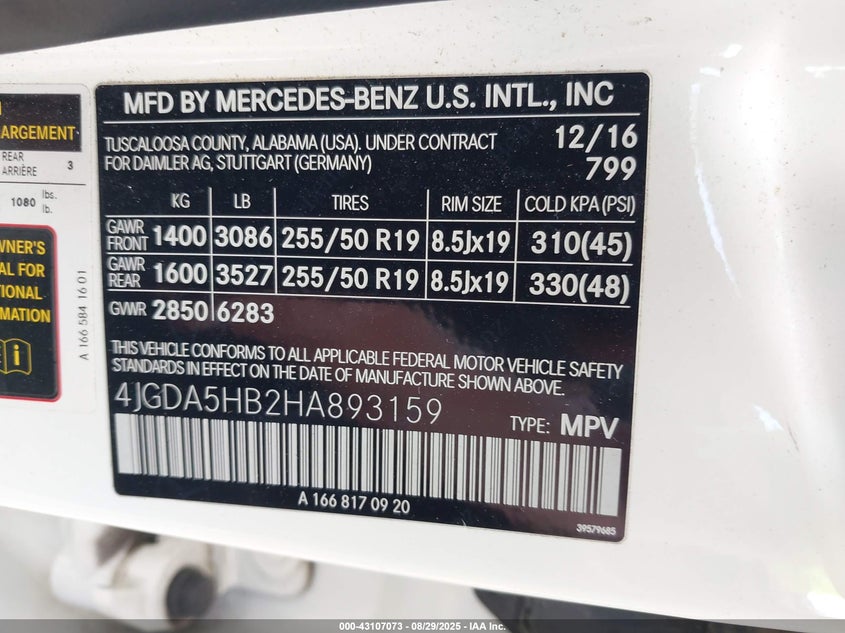 MFD BY MERCEDES-BENZ U.S. INTL., INC
TUSCALOOSA COUNTY, ALABAMA (USA). UNDER CONTRACT
FOR DAIMLER AG, STUTTGART (GERMANY)
12/16
799
KG LB TIRES RIM SIZE COLD KPA (PSI)
GAWR FRONT 1400 3086 255/50 R19 8.5Jx19 310(45)
GAWR REAR 1600 3527 255/50 R19 8.5Jx19 330(48)
GVWR 2850 6283
THIS VEHICLE CONFORMS TO ALL APPLICABLE FEDERAL MOTOR VEHICLE SAFETY
STANDARDS IN EFFECT ON THE DATE OF MANUFACTURE SHOWN ABOVE.
4JGDA5HB2HA893159
TYPE: MPV
A 166 817 09 20
39579685
ARGEMENT
REAR
ARRIÈRE
3
1080 lbs.
lb.
WNER'S
AL FOR
TIONAL
RMATION
i
A 166 584 16 01
000-43107073 - 08/29/2025 - IAA Inc.